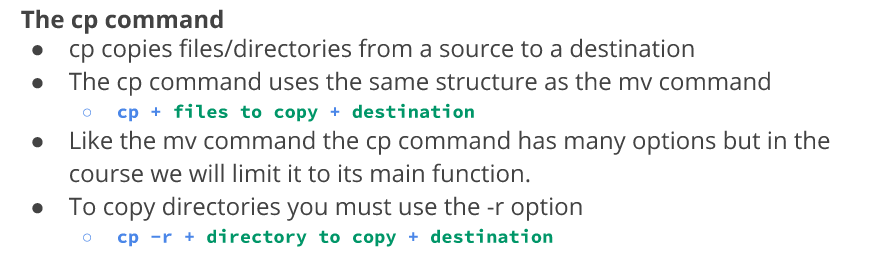 The cp command
● cp copies files/directories from a source to a destination
● The cp command uses the same structure as the mv command
○ cp + files to copy + destination
● Like the mv command the cp command has many options but in the
course we will limit it to its main function.
● To copy directories you must use the -r option
○ cp -r + directory to copy + destination